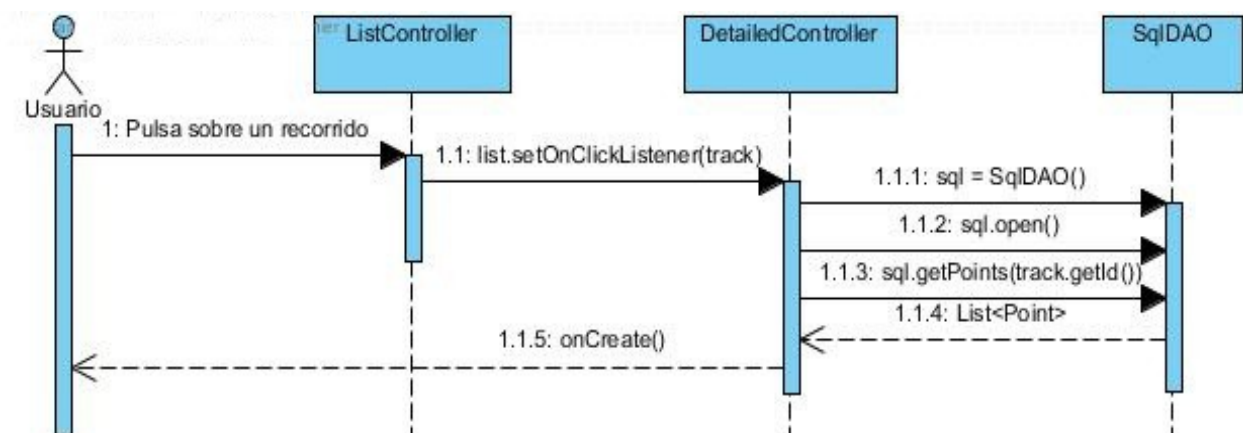 ListController
DetailedController
SqlDAO
Usuario
1: Pulsa sobre un recorrido
1.1: list.setOnClickListener(track)
1.1.1: sql = SqlDAO()
1.1.2: sql.open()
1.1.3: sql.getPoints(track.getId())
1.1.4: List<Point>
1.1.5: onCreate()